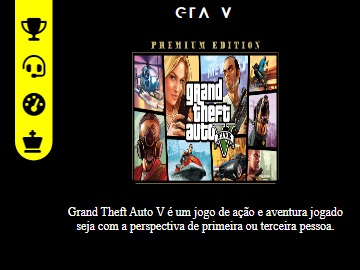 GTA V
PREMIUM EDITION
grand
theft
auto
V
Grand Theft Auto V é um jogo de ação e aventura jogado
seja com a perspectiva de primeira ou terceira pessoa.